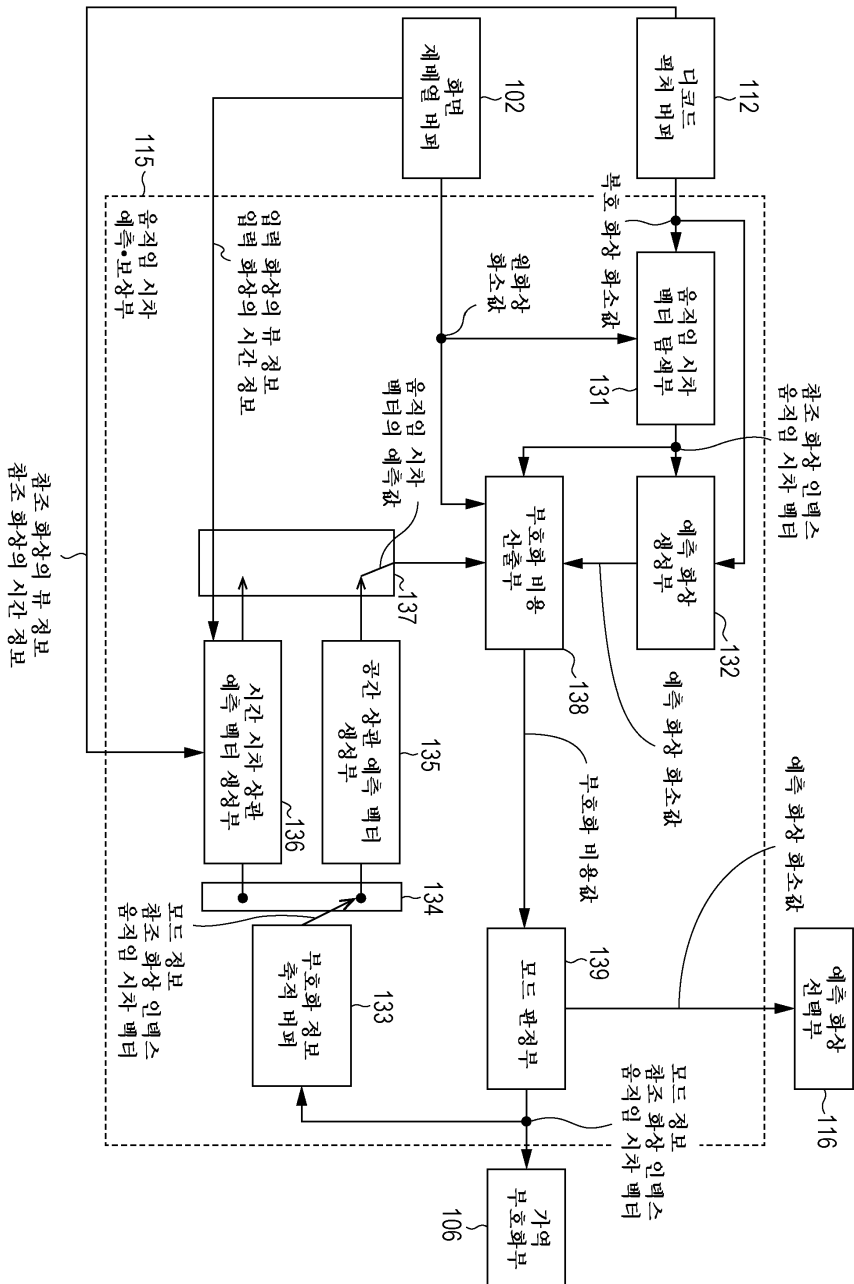 예측 화상
선택부
116
예측 화상 화소값
112
디코드
픽처 버퍼
복호 화상 화소값
움직임 시차
벡터 탐색부
131
참조 화상 인덱스
움직임 시차 벡터
예측 화상
생성부
132
예측 화상 화소값
102
화면
재배열 버퍼
원화상
화소값
부호화 비용
산출부
138
부호화 비용값
139
모드 판정부
모드 정보
참조 화상 인덱스
움직임 시차 벡터
가역
부호화부
106
움직임 시차
벡터의 예측값
137
공간 상관 예측 벡터
생성부
135
134
부호화 정보
축적 버퍼
133
입력 화상의 뷰 정보
입력 화상의 시간 정보
시간 시차 상관
예측 벡터 생성부
136
모드 정보
참조 화상 인덱스
움직임 시차 벡터
115
움직임 시차
예측•보상부
참조 화상의 뷰 정보
참조 화상의 시간 정보